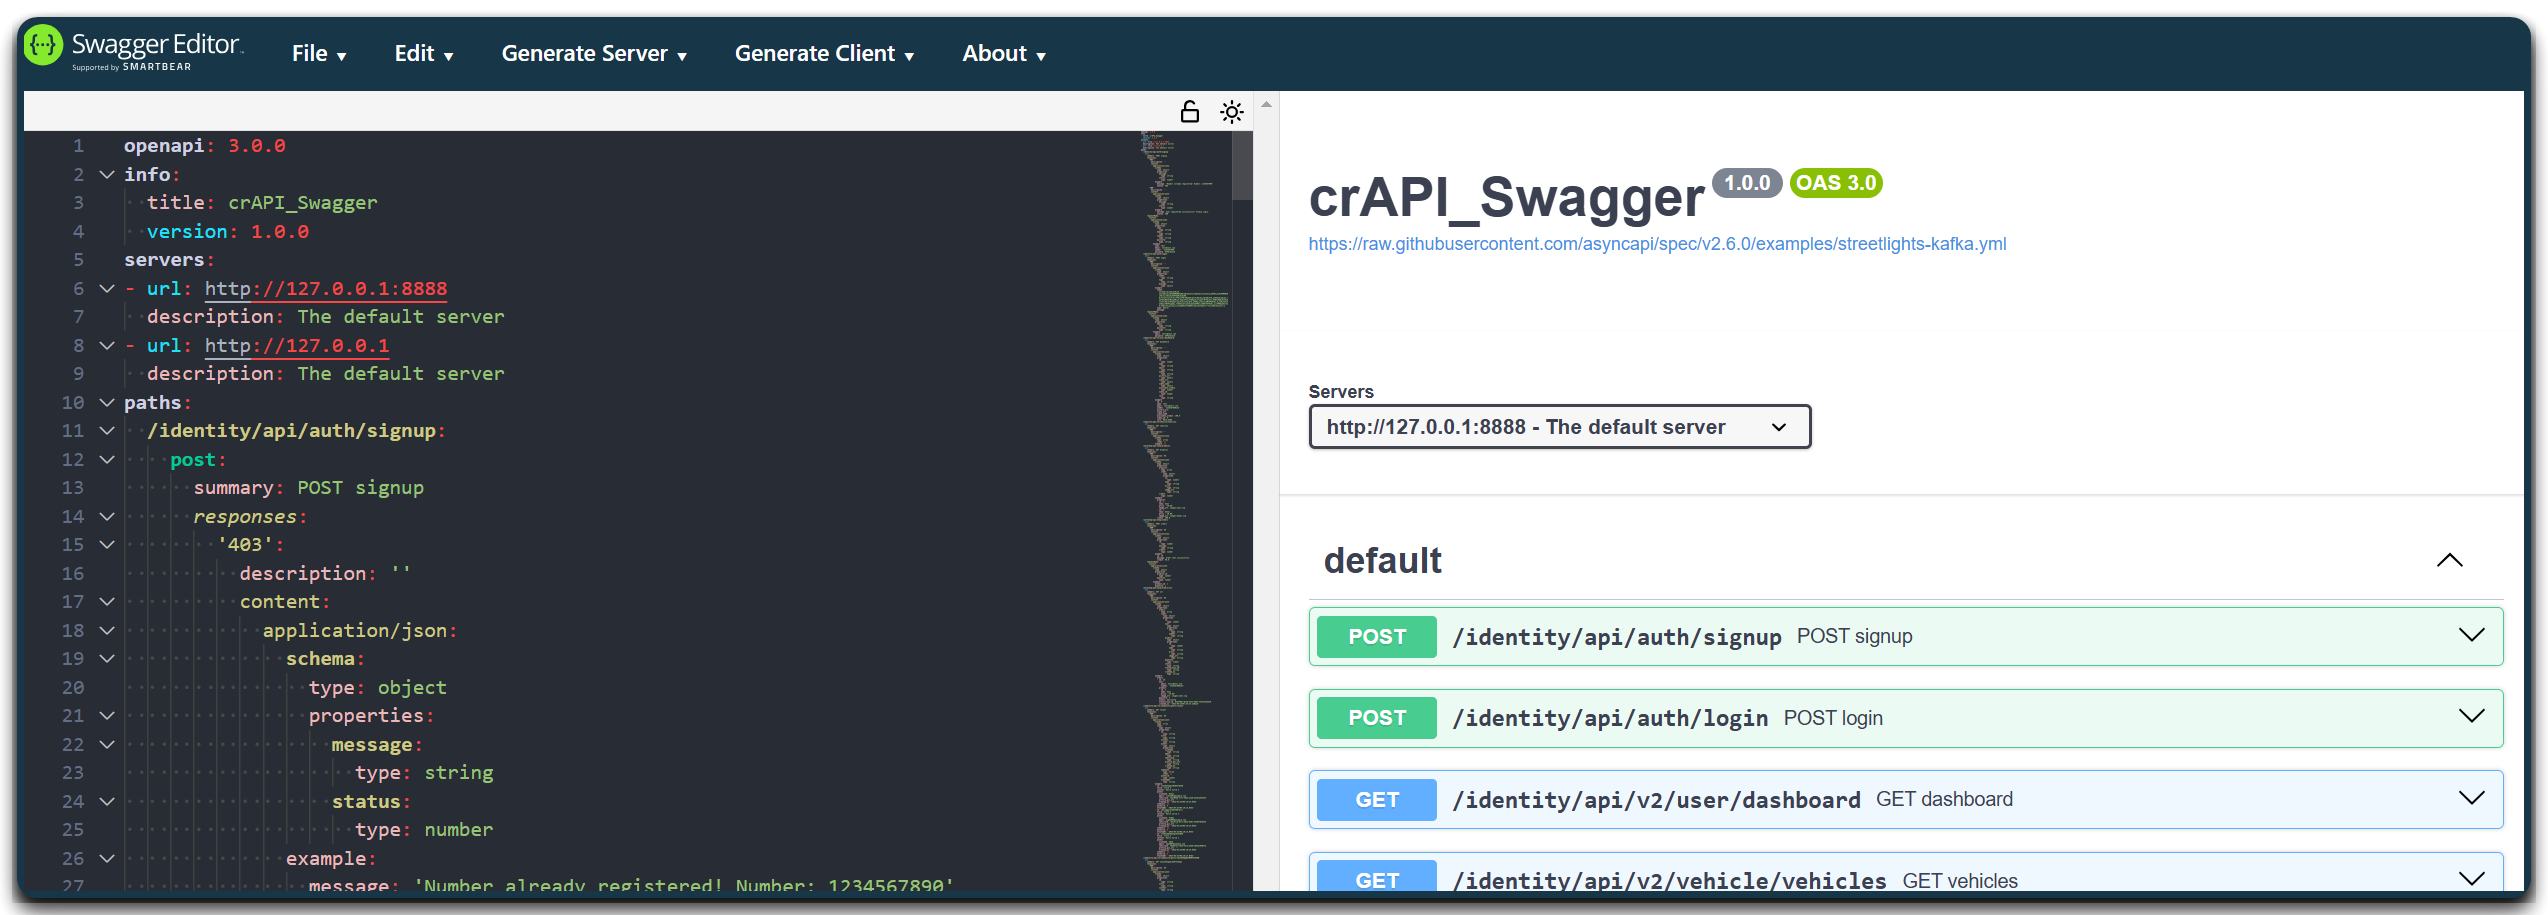 Swagger Editor
Supported by SMARTBEAR
File ▾ Edit ▾ Generate Server ▾ Generate Client ▾ About ▾
1 openapi: 3.0.0
2 info:
3 title: crAPI_Swagger
4 version: 1.0.0
5 servers:
6 - url: http://127.0.0.1:8888
7 description: The default server
8 - url: http://127.0.0.1
9 description: The default server
10 paths:
11 /identity/api/auth/signup:
12 post:
13 summary: POST signup
14 responses:
15 '403':
16 description: ''
17 content:
18 application/json:
19 schema:
20 type: object
21 properties:
22 message:
23 type: string
24 status:
25 type: number
26 example:
27 message: 'Number already registered! Number: 1234567890'
crAPI_Swagger 1.0.0 OAS 3.0
https://raw.githubusercontent.com/asyncapi/spec/v2.6.0/examples/streetlights-kafka.yml
Servers
http://127.0.0.1:8888 - The default server
default
POST /identity/api/auth/signup POST signup
POST /identity/api/auth/login POST login
GET /identity/api/v2/user/dashboard GET dashboard
GET /identity/api/v2/vehicle/vehicles GET vehicles